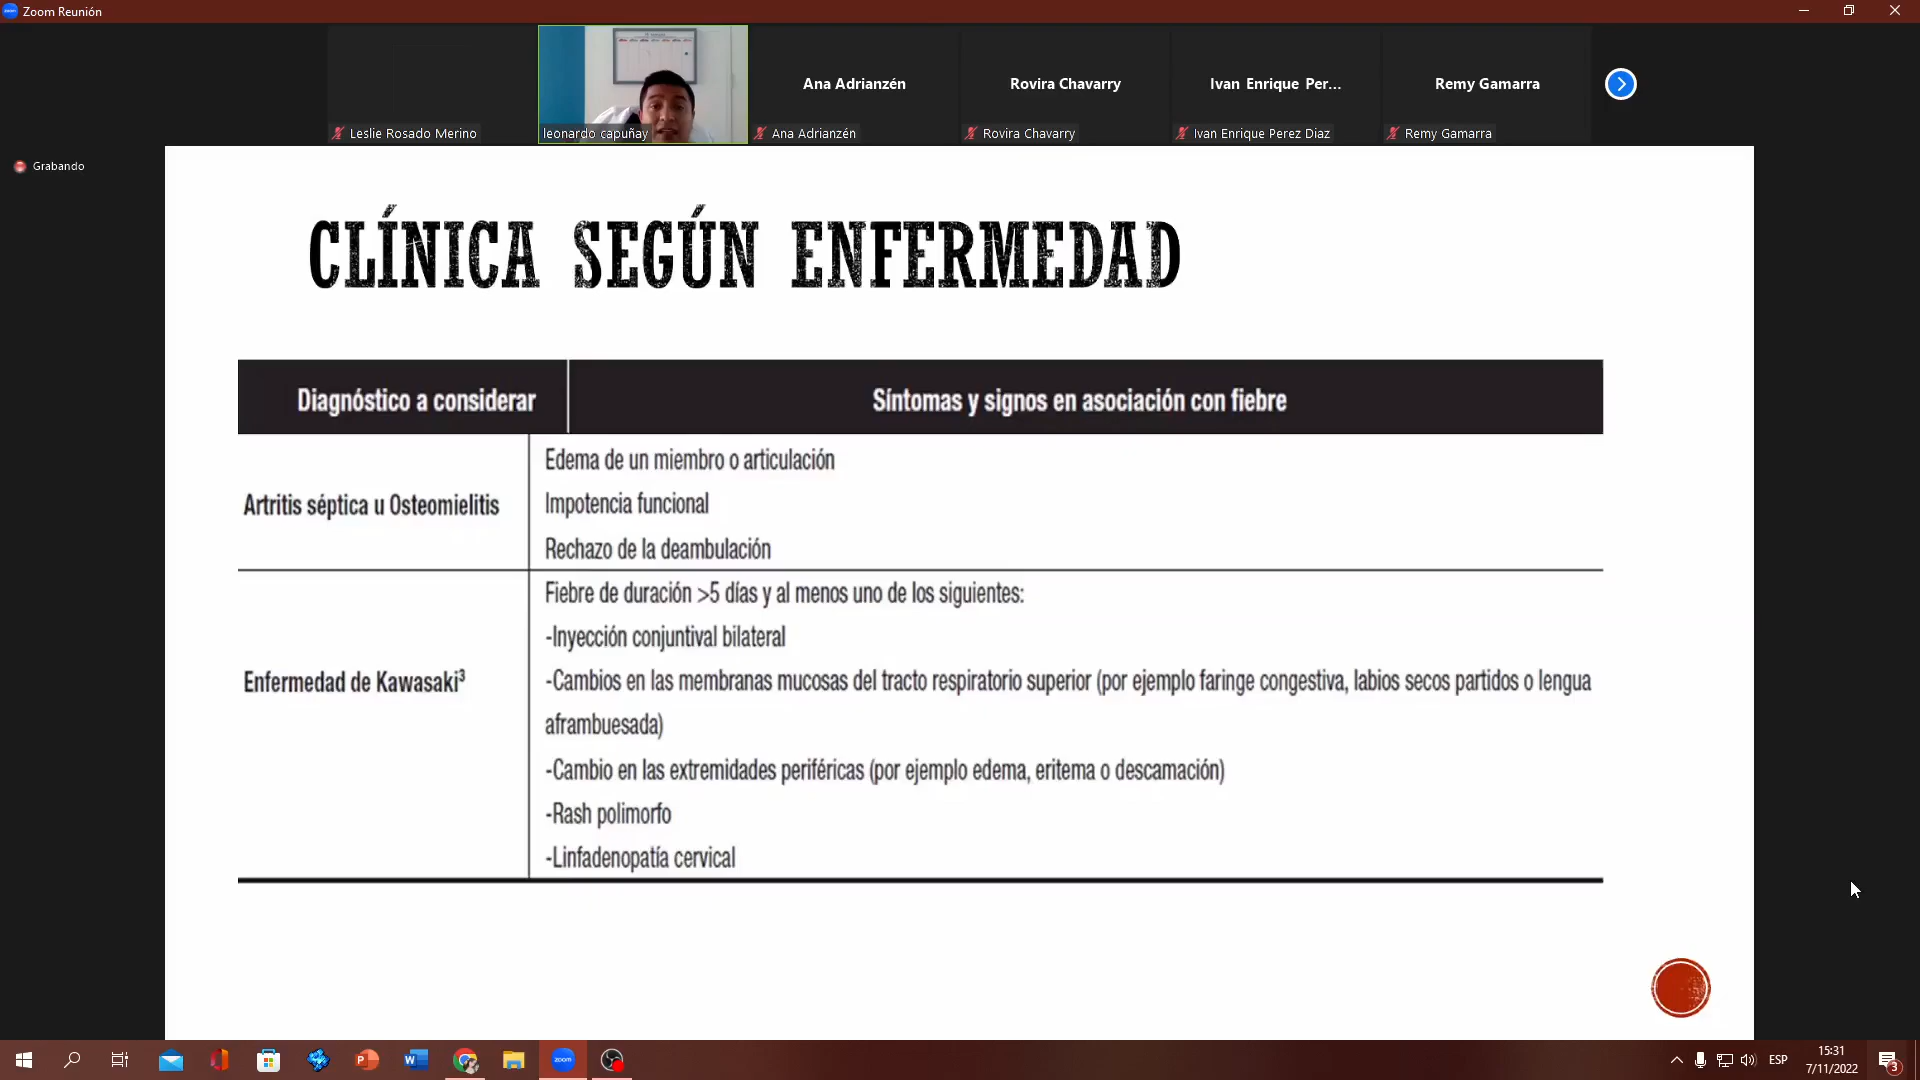 Zoom Reunión
Ana Adrianzén
Rovira Chavarry
Ivan Enrique Per...
Remy Gamarra
Leslie Rosado Merino
leonardo capuñay
Ana Adrianzén
Rovira Chavarry
Ivan Enrique Perez Diaz
Remy Gamarra
Grabando
CLÍNICA SEGÚN ENFERMEDAD
Diagnóstico a considerar
Síntomas y signos en asociación con fiebre
Artritis séptica u Osteomielitis
Edema de un miembro o articulación
Impotencia funcional
Rechazo de la deambulación
Enfermedad de Kawasaki³
Fiebre de duración >5 días y al menos uno de los siguientes:
-Inyección conjuntival bilateral
-Cambios en las membranas mucosas del tracto respiratorio superior (por ejemplo faringe congestiva, labios secos partidos o lengua
aframbuesada)
-Cambio en las extremidades periféricas (por ejemplo edema, eritema o descamación)
-Rash polimorfo
-Linfadenopatía cervical
zoom
ESP
15:31
7/11/2022
3